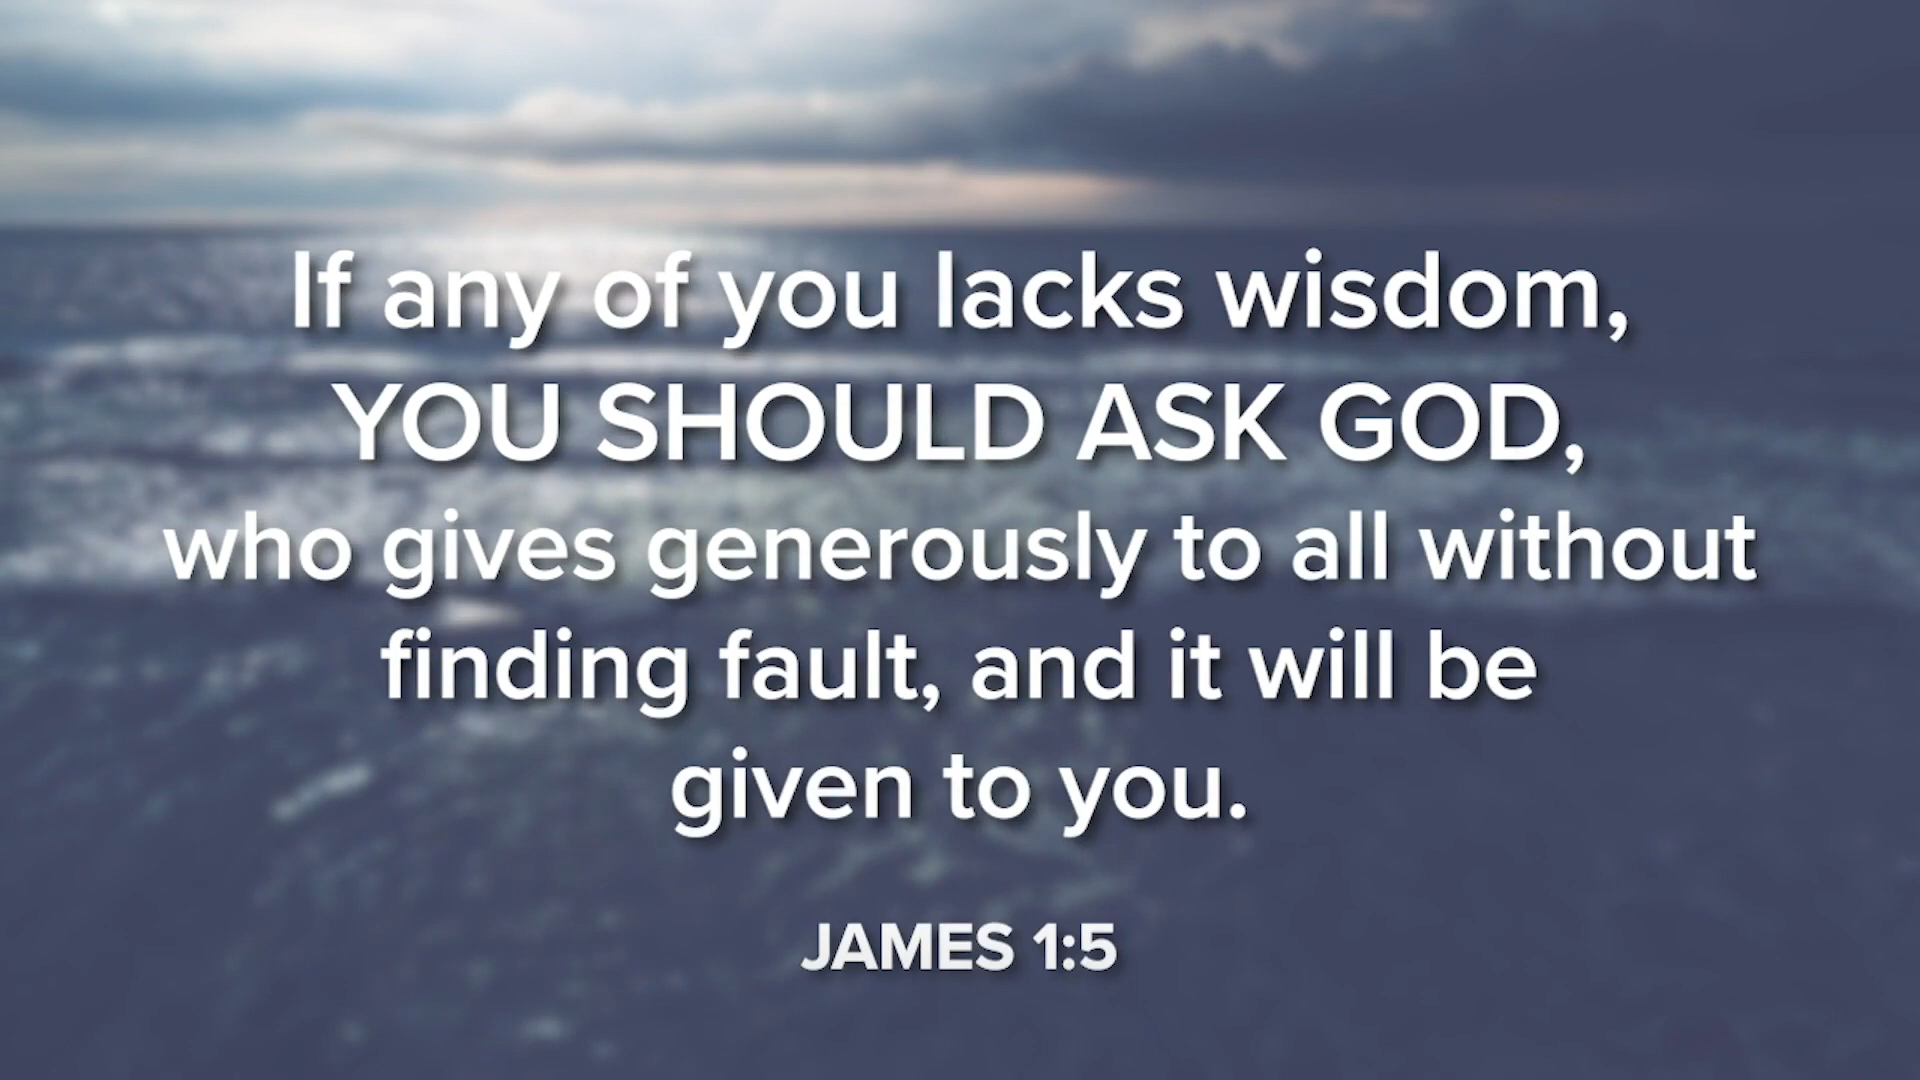 If any of you lacks wisdom,
YOU SHOULD ASK GOD,
who gives generously to all without
finding fault, and it will be
given to you.
JAMES 1:5